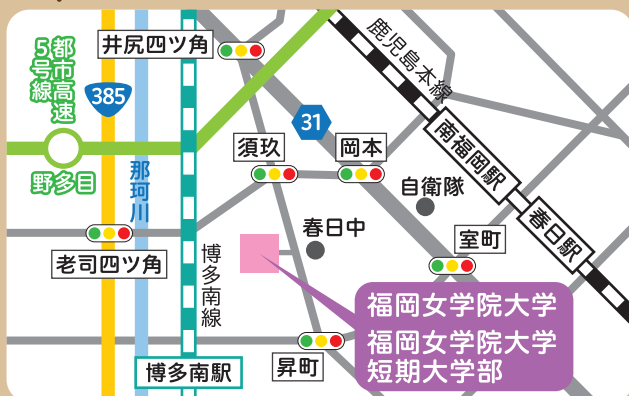 井尻四ツ角
都市高速
5号線
385
鹿児島本線
31
須玖
岡本
南福岡駅
野多目
那珂川
自衛隊
春日駅
春日中
室町
老司四ツ角
博多南線
福岡女学院大学
福岡女学院大学
短期大学部
昇町
博多南駅